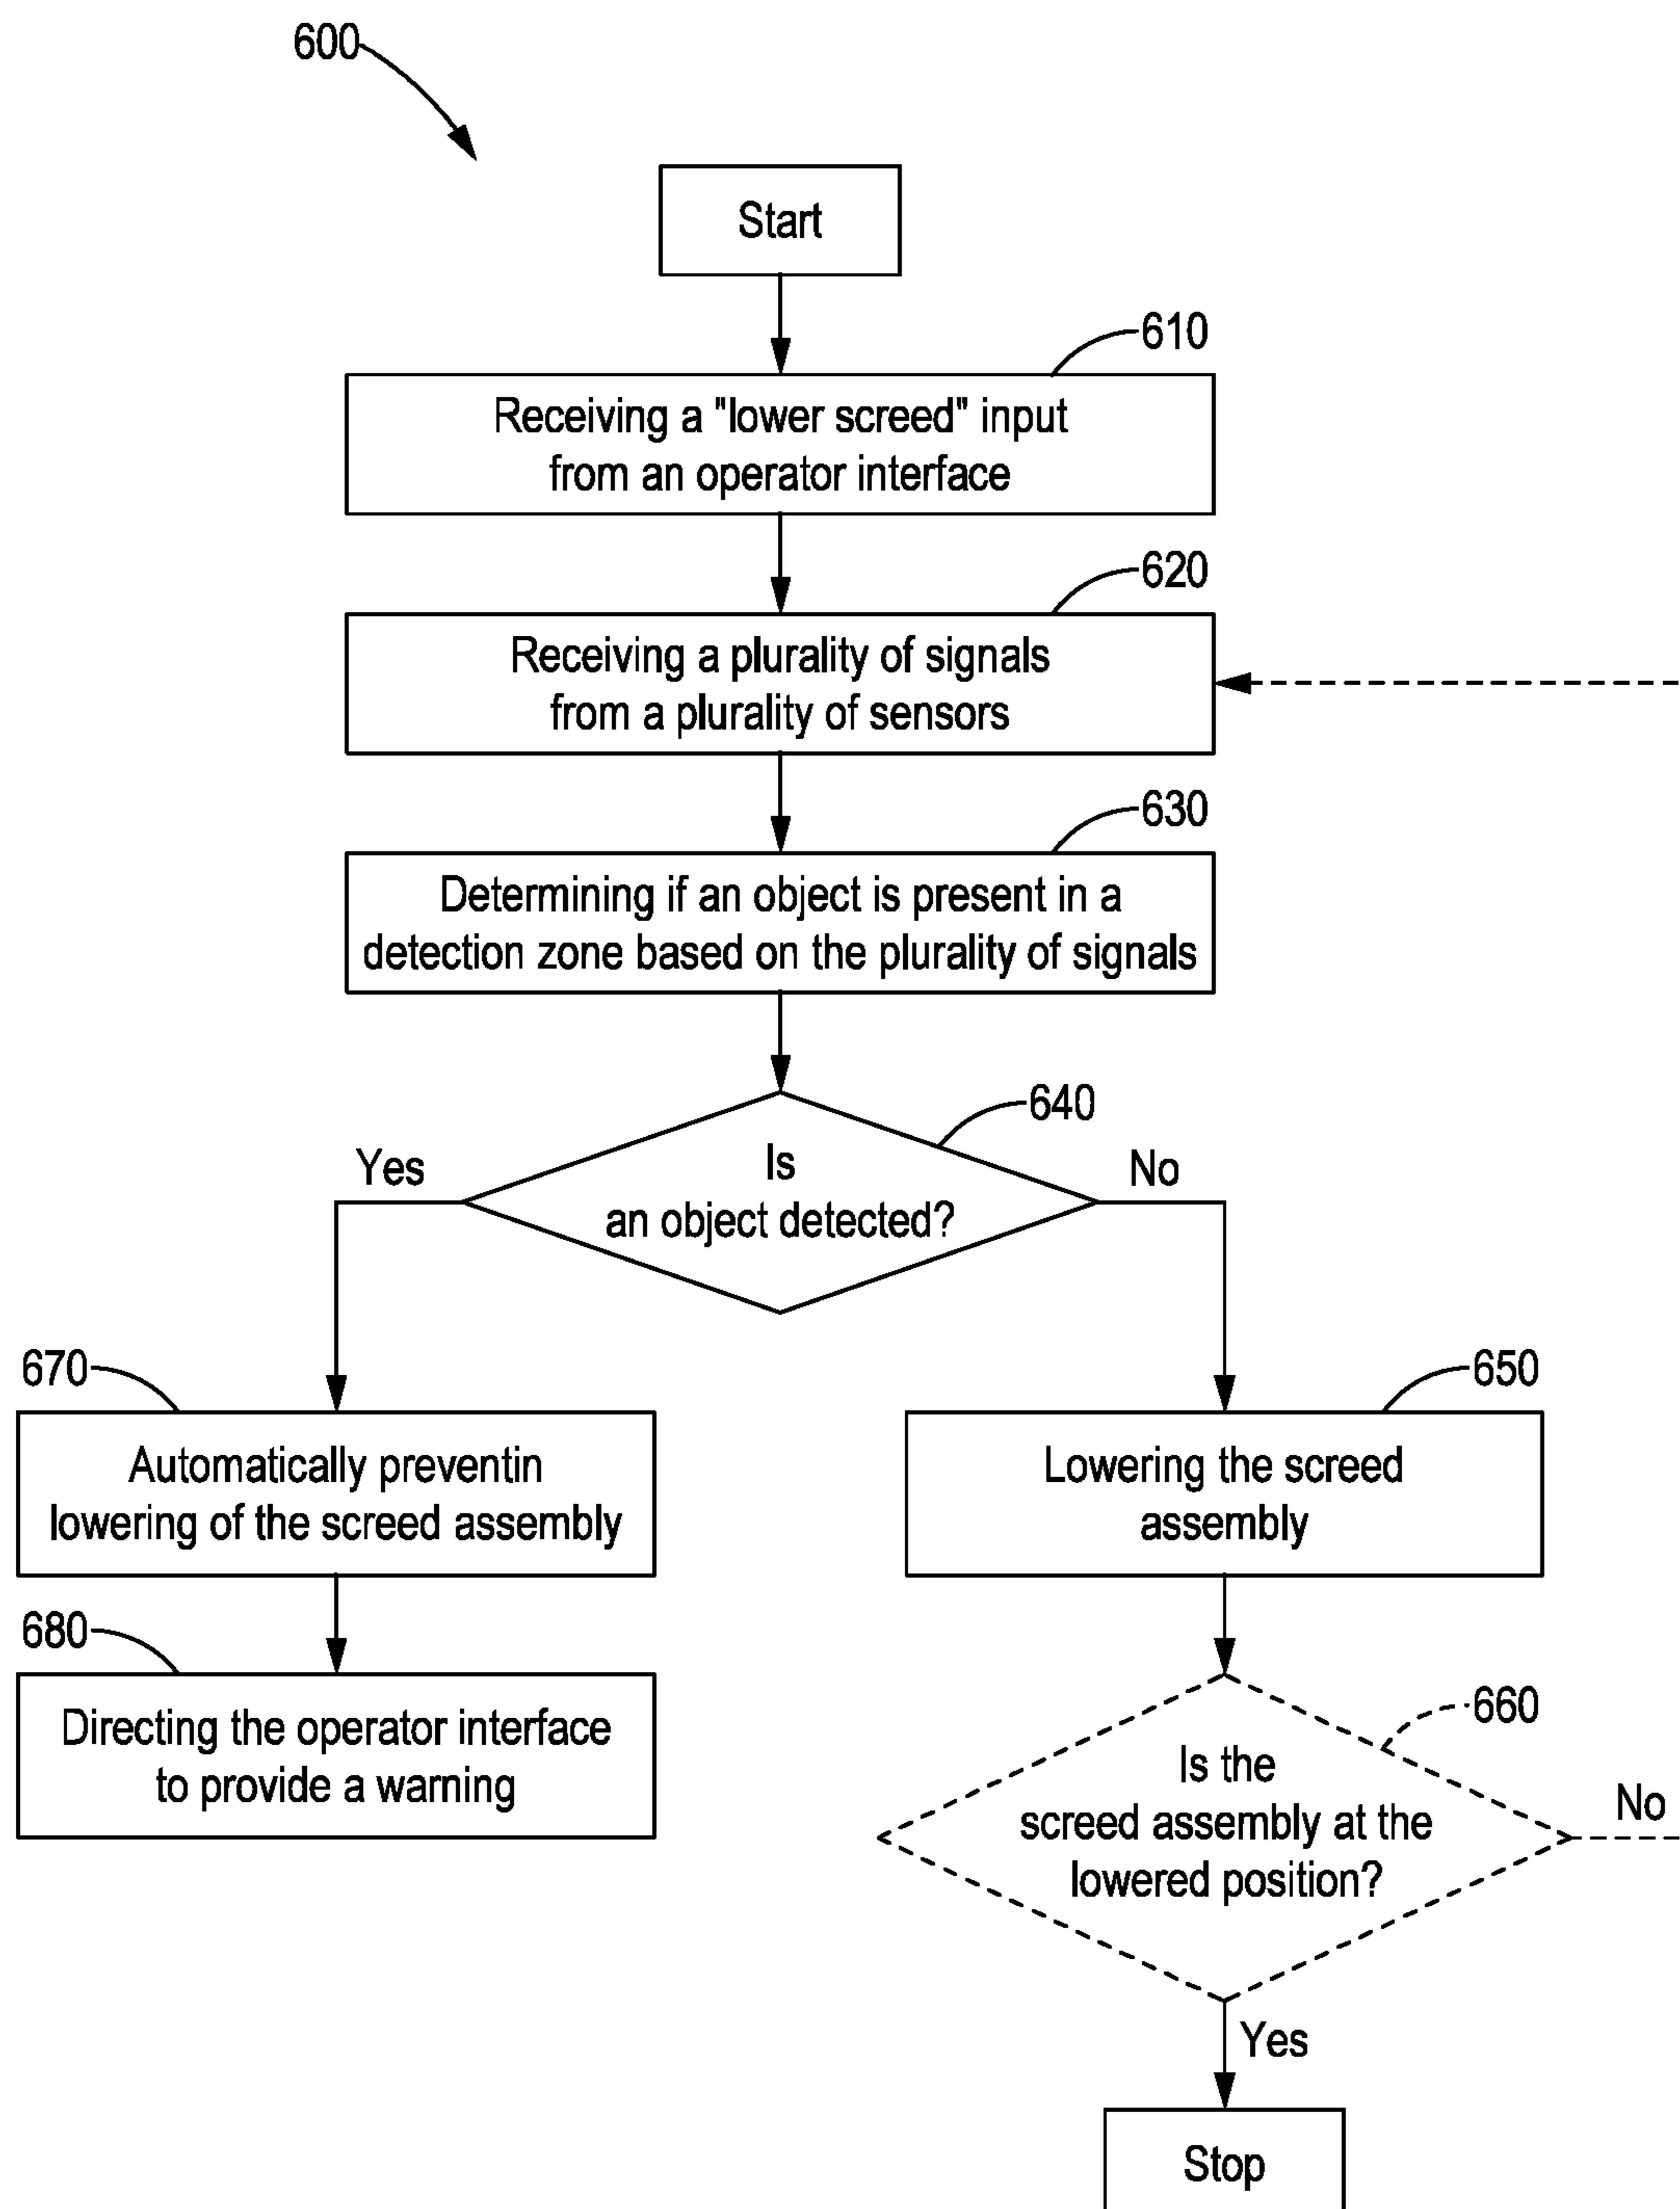 600
Start
610
Receiving a "lower screed" input
from an operator interface
620
Receiving a plurality of signals
from a plurality of sensors
630
Determining if an object is present in a
detection zone based on the plurality of signals
640
Yes
Is
an object detected?
No
670
Automatically preventin
lowering of the screed assembly
650
Lowering the screed
assembly
680
Directing the operator interface
to provide a warning
660
Is the
screed assembly at the
lowered position?
No
Yes
Stop